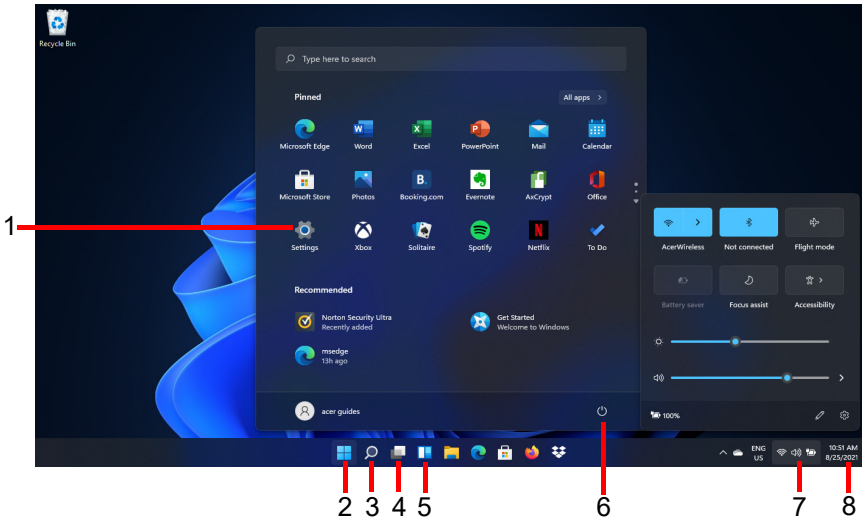 Recycle Bin
Type here to search
Pinned
All apps >
Microsoft Edge
Word
Excel
PowerPoint
Mail
Calendar
Microsoft Store
Photos
B.
Booking.com
Evernote
AxCrypt
Office
1
Settings
Xbox
Solitaire
Spotify
N
Netflix
To Do
AcerWireless
Not connected
Flight mode
Battery saver
Focus assist
Accessibility
Recommended
Norton Security Ultra
Recently added
Get Started
Welcome to Windows
msedge
13h ago
acer guides
100%
ENG
US
10:51 AM
8/25/2021
2 3 4 5 6 7 8